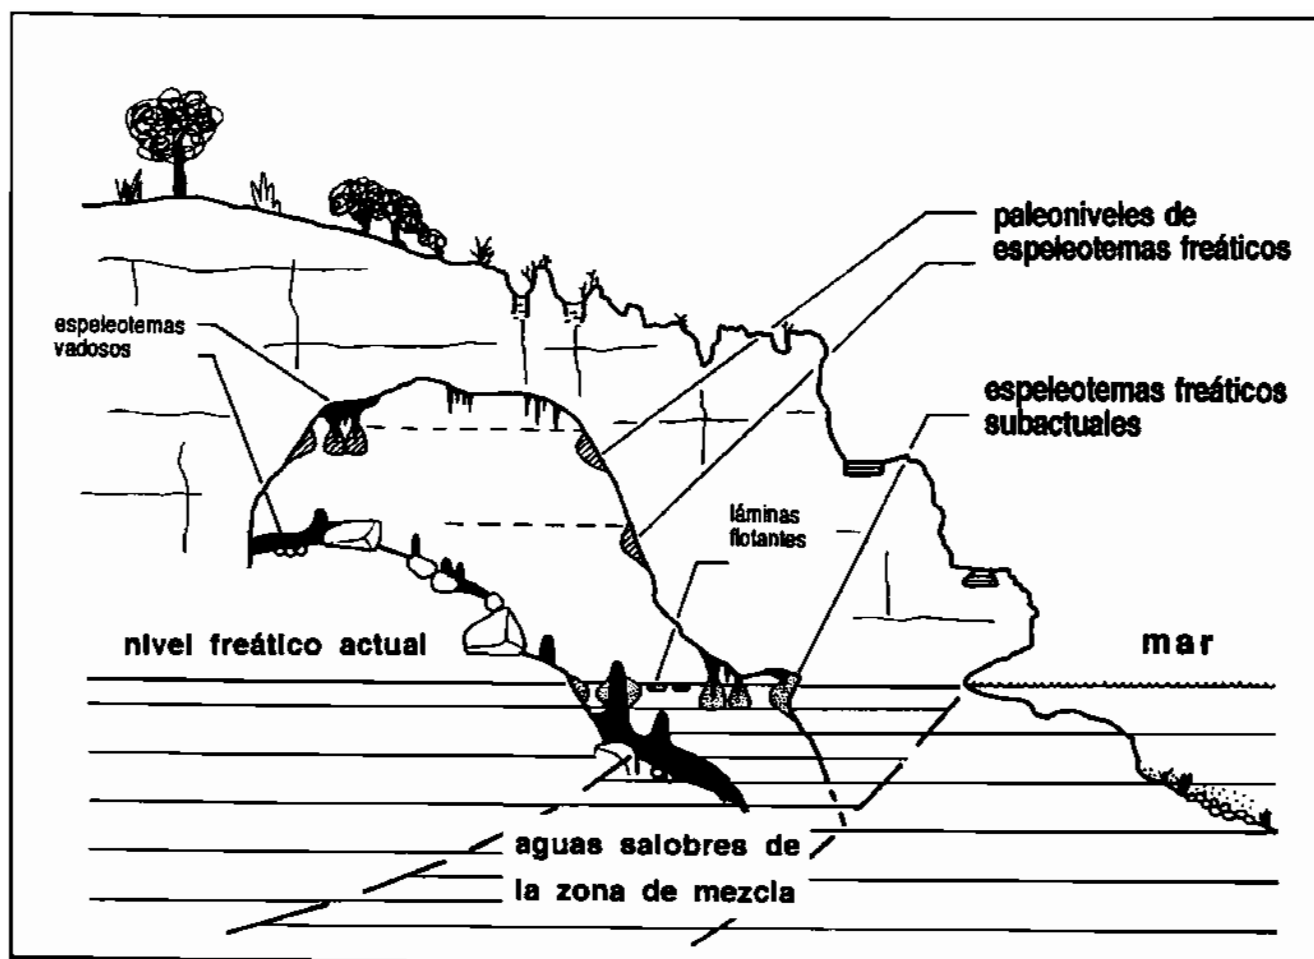 paleoniveles de
espeleotemas freáticos
espeleotemas
vadosos
espeleotemas freáticos
subactuales
láminas
flotantes
nivel freático actual
mar
aguas salobres de
la zona de mezcla